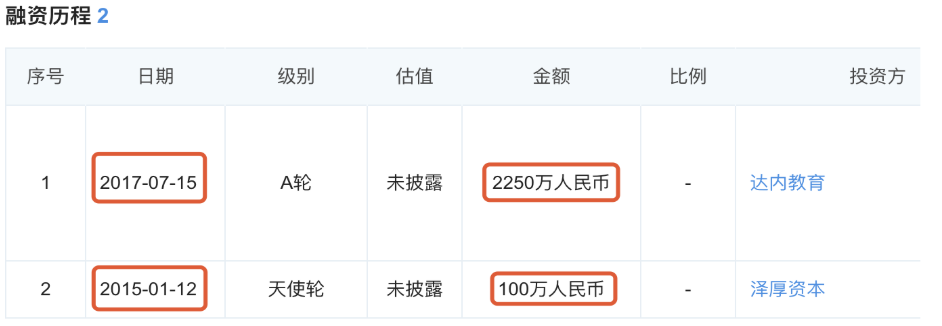 融资历程 2
序号 日期 级别 估值 金额 比例 投资方
1 2017-07-15 A轮 未披露 2250万人民币 - 达内教育
2 2015-01-12 天使轮 未披露 100万人民币 - 泽厚资本